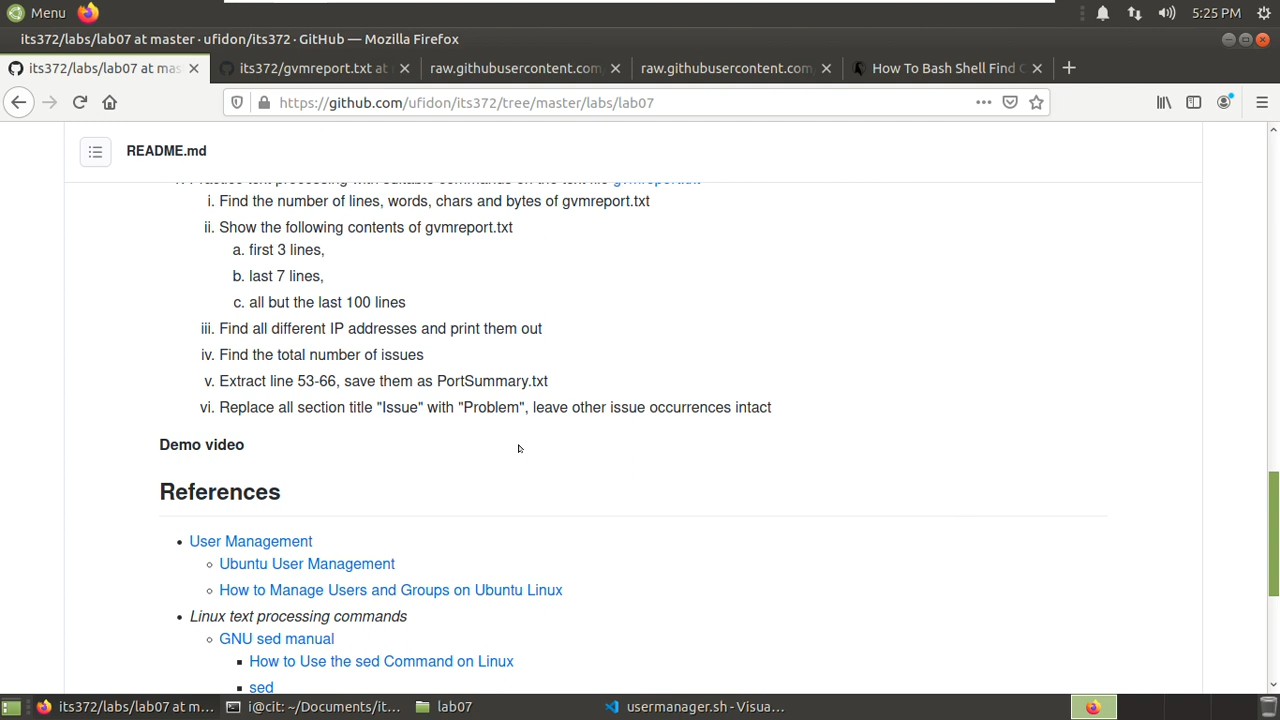 Menu
5:25 PM
its372/labs/lab07 at master · ufidon/its372 · GitHub — Mozilla Firefox
its372/labs/lab07 at mas
its372/gvmreport.txt at
raw.githubusercontent.com
raw.githubusercontent.com
How To Bash Shell Find
https://github.com/ufidon/its372/tree/master/labs/lab07
README.md
i. Find the number of lines, words, chars and bytes of gvmreport.txt
ii. Show the following contents of gvmreport.txt
a. first 3 lines,
b. last 7 lines,
c. all but the last 100 lines
iii. Find all different IP addresses and print them out
iv. Find the total number of issues
v. Extract line 53-66, save them as PortSummary.txt
vi. Replace all section title "Issue" with "Problem", leave other issue occurrences intact
Demo video
References
• User Management
◦ Ubuntu User Management
◦ How to Manage Users and Groups on Ubuntu Linux
• Linux text processing commands
◦ GNU sed manual
▪ How to Use the sed Command on Linux
▪ sed
its372/labs/lab07 at m...
i@cit: ~/Documents/it...
lab07
usermanager.sh - Visua...